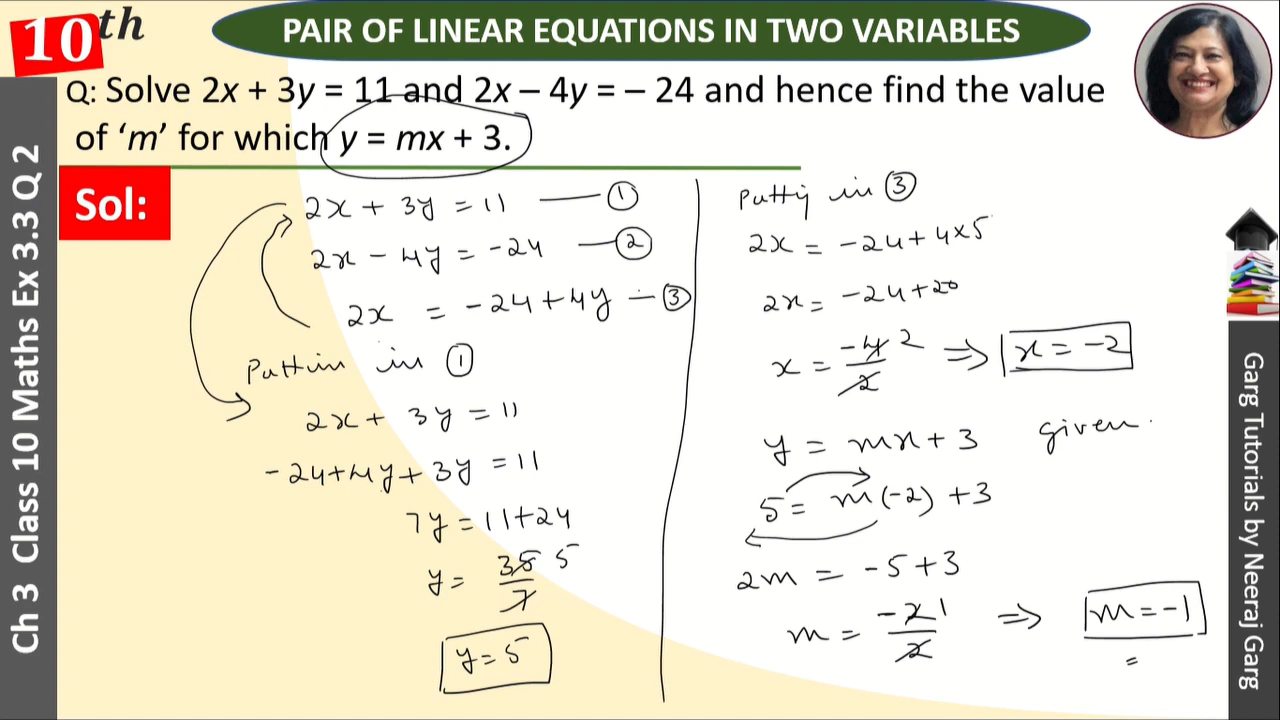 10th
PAIR OF LINEAR EQUATIONS IN TWO VARIABLES
Q: Solve 2x + 3y = 11 and 2x – 4y = – 24 and hence find the value
of ‘m’ for which y = mx + 3.
Sol:
2x + 3y = 11 — ①
2x - 4y = -24 — ②
2x = -24 + 4y — ③
Puttin in ①
2x + 3y = 11
-24+4y+3y = 11
7y = 11+24
y = 35/7 5
y = 5
Puttig in ③
2x = -24 + 4×5
2x = -24+20
x = -4/2 2 ⇒ x = -2
y = mx + 3 given.
5 = m(-2) + 3
2m = -5+3
m = -2/2 1 ⇒ m = -1
=
Ch 3 Class 10 Maths Ex 3.3 Q 2
Garg Tutorials by Neeraj Garg